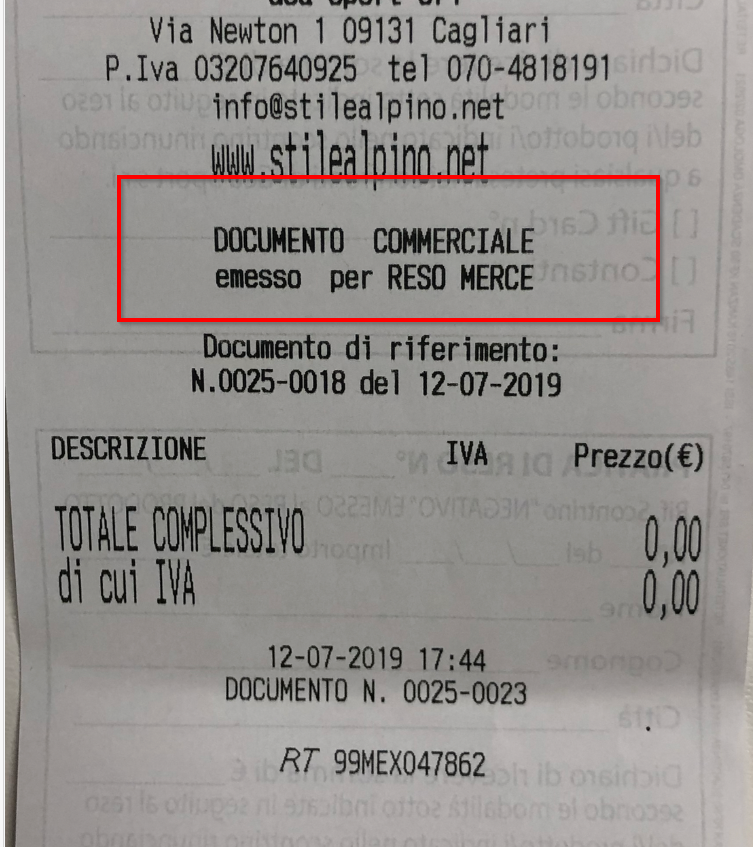 Via Newton 1 09131 Cagliari
P.Iva 03207640925 tel 070-4818191
info@stilealpino.net
www.stilealpino.net
DOCUMENTO COMMERCIALE
emesso per RESO MERCE
Documento di riferimento:
N.0025-0018 del 12-07-2019
DESCRIZIONE IVA Prezzo(€)
TOTALE COMPLESSIVO 0,00
di cui IVA 0,00
12-07-2019 17:44
DOCUMENTO N. 0025-0023
RT 99MEX047862